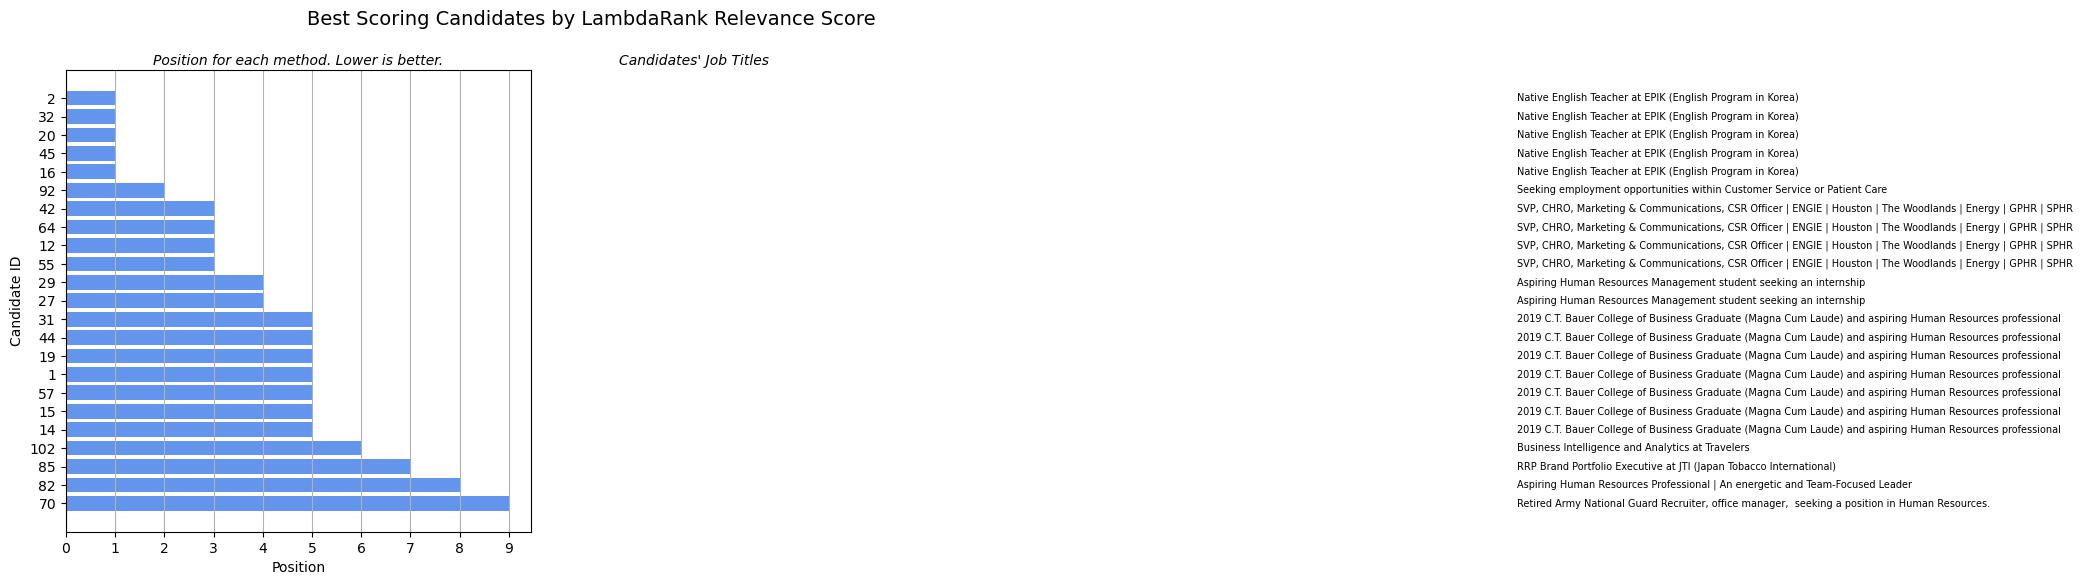 Best Scoring Candidates by LambdaRank Relevance Score
Position for each method. Lower is better.
Candidates' Job Titles
2 Native English Teacher at EPIK (English Program in Korea)
32 Native English Teacher at EPIK (English Program in Korea)
20 Native English Teacher at EPIK (English Program in Korea)
45 Native English Teacher at EPIK (English Program in Korea)
16 Native English Teacher at EPIK (English Program in Korea)
92 Seeking employment opportunities within Customer Service or Patient Care
42 SVP, CHRO, Marketing & Communications, CSR Officer | ENGIE | Houston | The Woodlands | Energy | GPHR | SPHR
64 SVP, CHRO, Marketing & Communications, CSR Officer | ENGIE | Houston | The Woodlands | Energy | GPHR | SPHR
12 SVP, CHRO, Marketing & Communications, CSR Officer | ENGIE | Houston | The Woodlands | Energy | GPHR | SPHR
55 SVP, CHRO, Marketing & Communications, CSR Officer | ENGIE | Houston | The Woodlands | Energy | GPHR | SPHR
29 Aspiring Human Resources Management student seeking an internship
27 Aspiring Human Resources Management student seeking an internship
31 2019 C.T. Bauer College of Business Graduate (Magna Cum Laude) and aspiring Human Resources professional
44 2019 C.T. Bauer College of Business Graduate (Magna Cum Laude) and aspiring Human Resources professional
19 2019 C.T. Bauer College of Business Graduate (Magna Cum Laude) and aspiring Human Resources professional
1 2019 C.T. Bauer College of Business Graduate (Magna Cum Laude) and aspiring Human Resources professional
57 2019 C.T. Bauer College of Business Graduate (Magna Cum Laude) and aspiring Human Resources professional
15 2019 C.T. Bauer College of Business Graduate (Magna Cum Laude) and aspiring Human Resources professional
14 2019 C.T. Bauer College of Business Graduate (Magna Cum Laude) and aspiring Human Resources professional
102 Business Intelligence and Analytics at Travelers
85 RRP Brand Portfolio Executive at JTI (Japan Tobacco International)
82 Aspiring Human Resources Professional | An energetic and Team-Focused Leader
70 Retired Army National Guard Recruiter, office manager,  seeking a position in Human Resources.
Candidate ID
0 1 2 3 4 5 6 7 8 9
Position